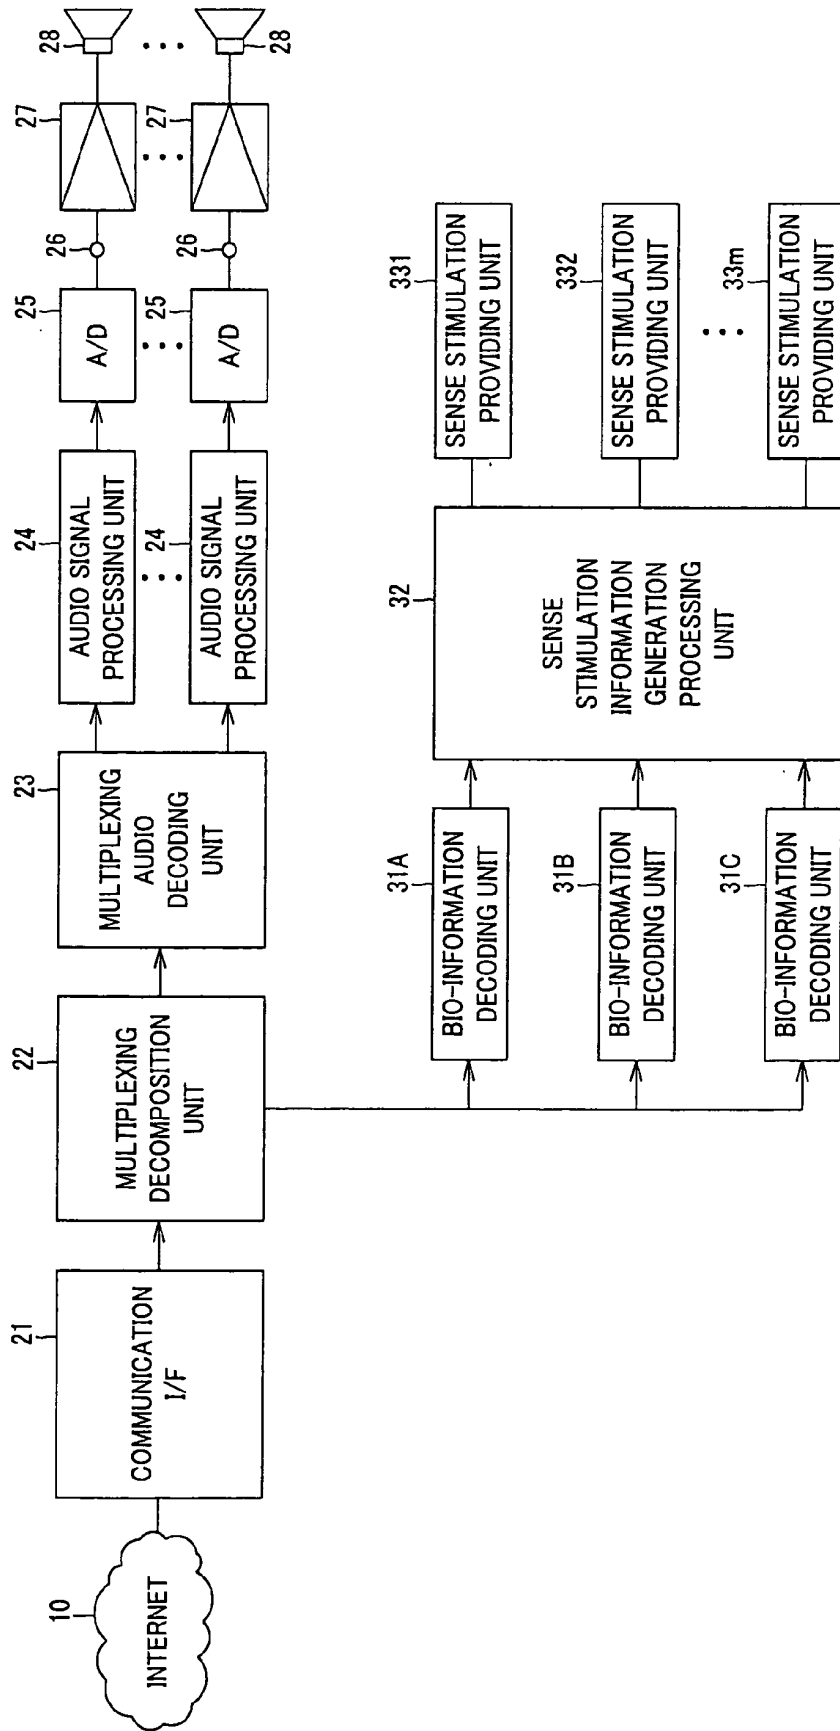 10
INTERNET
21
COMMUNICATION
I/F
22
MULTIPLEXING
DECOMPOSITION
UNIT
23
MULTIPLEXING
AUDIO
DECODING
UNIT
24
AUDIO SIGNAL
PROCESSING UNIT
24
AUDIO SIGNAL
PROCESSING UNIT
25
A/D
25
A/D
26
26
27
27
28
28
31A
BIO-INFORMATION
DECODING UNIT
31B
BIO-INFORMATION
DECODING UNIT
31C
BIO-INFORMATION
DECODING UNIT
32
SENSE
STIMULATION
INFORMATION
GENERATION
PROCESSING
UNIT
331
SENSE STIMULATION
PROVIDING UNIT
332
SENSE STIMULATION
PROVIDING UNIT
33m
SENSE STIMULATION
PROVIDING UNIT